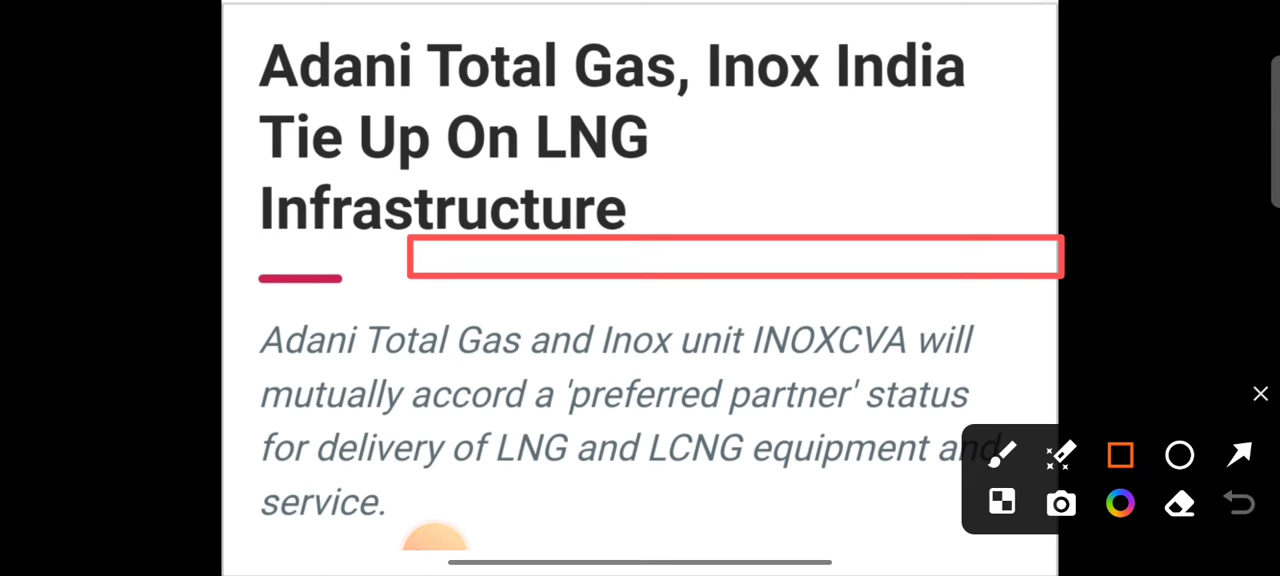 Adani Total Gas, Inox India
Tie Up On LNG
Infrastructure
Adani Total Gas and Inox unit INOXCVA will
mutually accord a 'preferred partner' status
for delivery of LNG and LCNG equipment and
service.